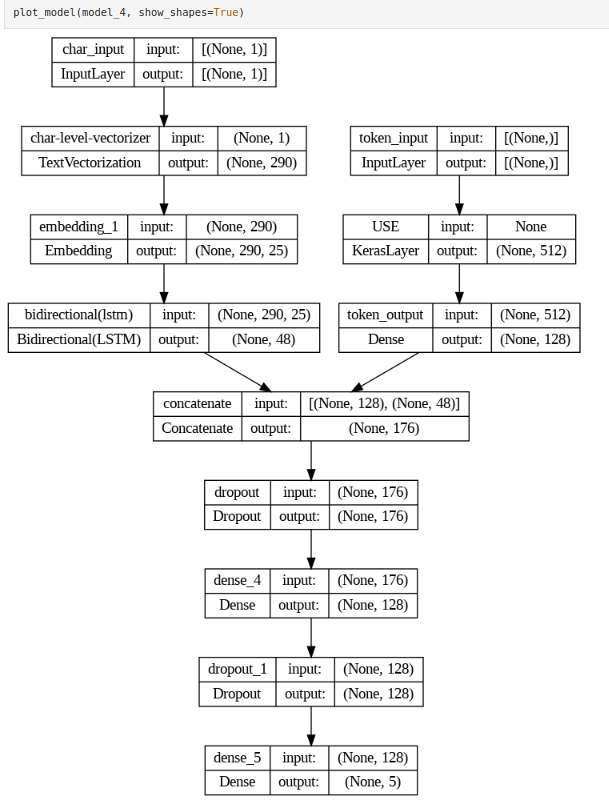 plot_model(model_4, show_shapes=True)
char_input input: [(None, 1)]
InputLayer output: [(None, 1)]
char-level-vectorizer input: (None, 1)
TextVectorization output: (None, 290)
token_input input: [(None,)]
InputLayer output: [(None,)]
embedding_1 input: (None, 290)
Embedding output: (None, 290, 25)
USE input: None
KerasLayer output: (None, 512)
bidirectional(lstm) input: (None, 290, 25)
Bidirectional(LSTM) output: (None, 48)
token_output input: (None, 512)
Dense output: (None, 128)
concatenate input: [(None, 128), (None, 48)]
Concatenate output: (None, 176)
dropout input: (None, 176)
Dropout output: (None, 176)
dense_4 input: (None, 176)
Dense output: (None, 128)
dropout_1 input: (None, 128)
Dropout output: (None, 128)
dense_5 input: (None, 128)
Dense output: (None, 5)